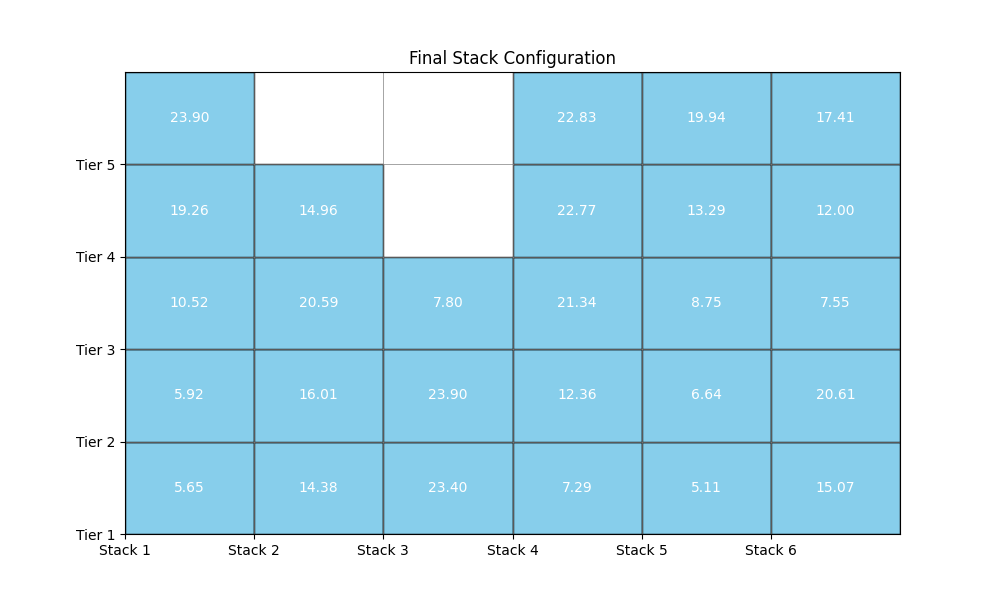 Final Stack Configuration
23.90 22.83 19.94 17.41
Tier 5
19.26 14.96 22.77 13.29 12.00
Tier 4
10.52 20.59 7.80 21.34 8.75 7.55
Tier 3
5.92 16.01 23.90 12.36 6.64 20.61
Tier 2
5.65 14.38 23.40 7.29 5.11 15.07
Tier 1
Stack 1 Stack 2 Stack 3 Stack 4 Stack 5 Stack 6